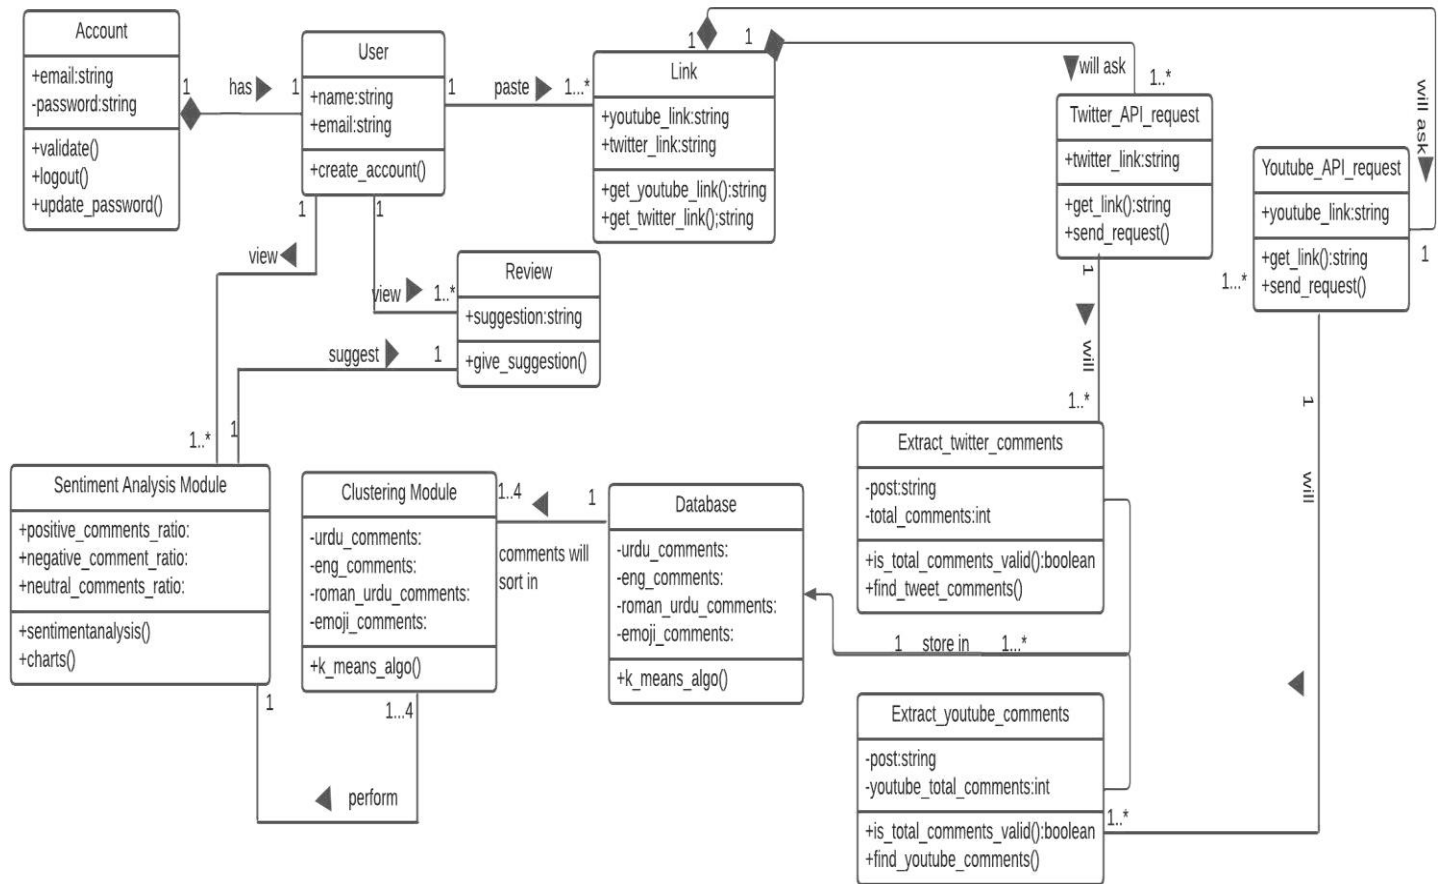 Account
+email:string
-password:string
+validate()
+logout()
+update_password()
1
has
1
User
+name:string
+email:string
+create_account()
1
paste
1...*
Link
+youtube_link:string
+twitter_link:string
+get_youtube_link():string
+get_twitter_link();string
1
1
will ask
1..*
Twitter_API_request
+twitter_link:string
+get_link():string
+send_request()
will ask
1
Youtube_API_request
+youtube_link:string
+get_link():string
+send_request()
1...*
1
view
1..*
1
view
1..*
Review
+suggestion:string
+give_suggestion()
suggest
1
1
1
will
1..*
1
will
1..*
Sentiment Analysis Module
+positive_comments_ratio:
+negative_comment_ratio:
+neutral_comments_ratio:
+sentimentanalysis()
+charts()
Clustering Module
-urdu_comments:
-eng_comments:
-roman_urdu_comments:
-emoji_comments:
+k_means_algo()
1..4
1
comments will
sort in
Database
-urdu_comments:
-eng_comments:
-roman_urdu_comments:
-emoji_comments:
+k_means_algo()
Extract_twitter_comments
-post:string
-total_comments:int
+is_total_comments_valid():boolean
+find_tweet_comments()
1
store in
1...*
Extract_youtube_comments
-post:string
-youtube_total_comments:int
+is_total_comments_valid():boolean
+find_youtube_comments()
1
1...4
perform